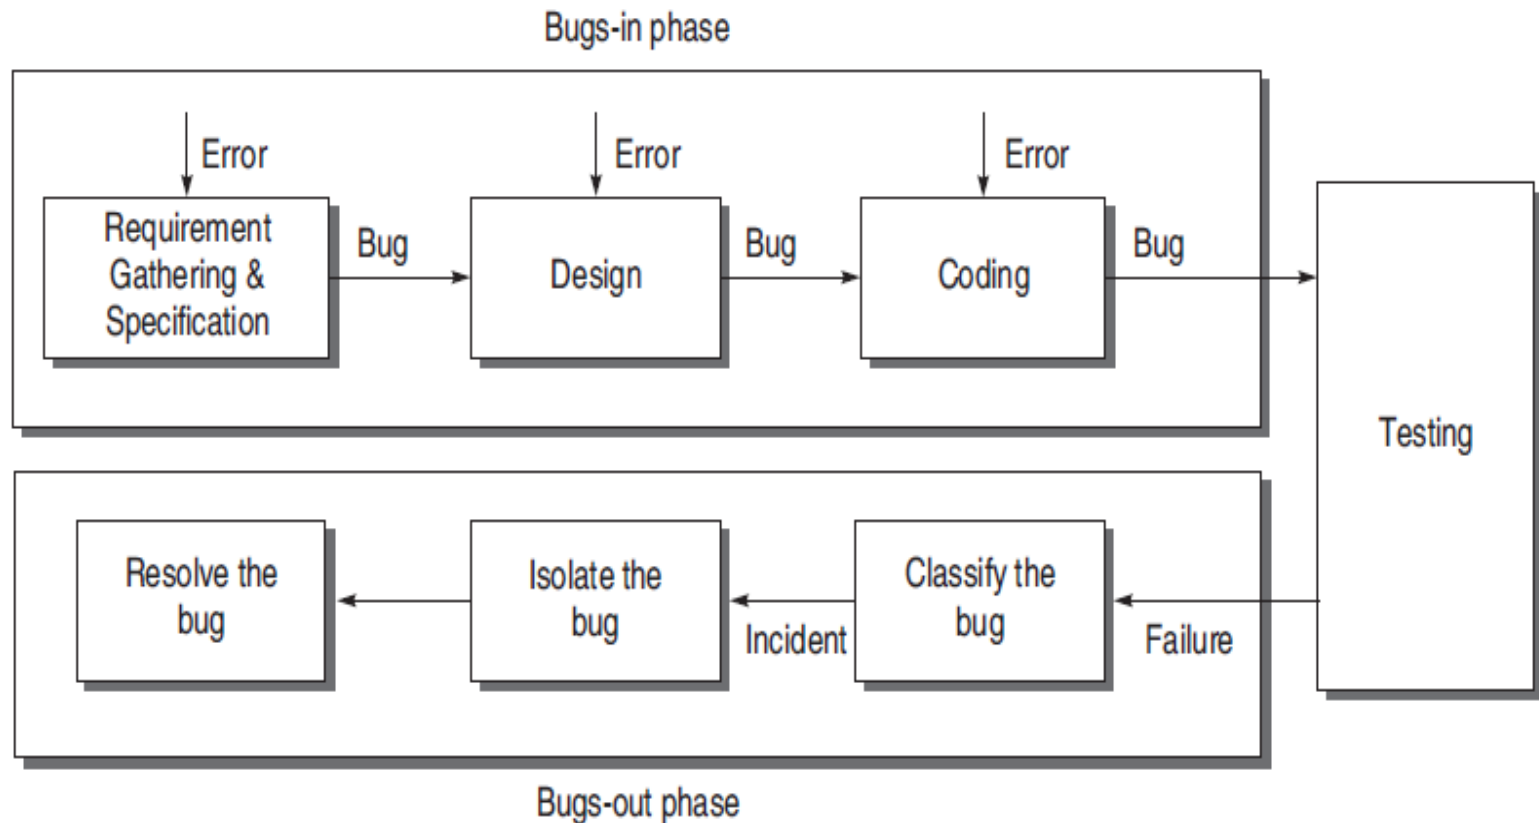 Bugs-in phase
Error
Error
Error
Requirement
Gathering &
Specification
Bug
Design
Bug
Coding
Bug
Testing
Resolve the
bug
Isolate the
bug
Incident
Classify the
bug
Failure
Bugs-out phase